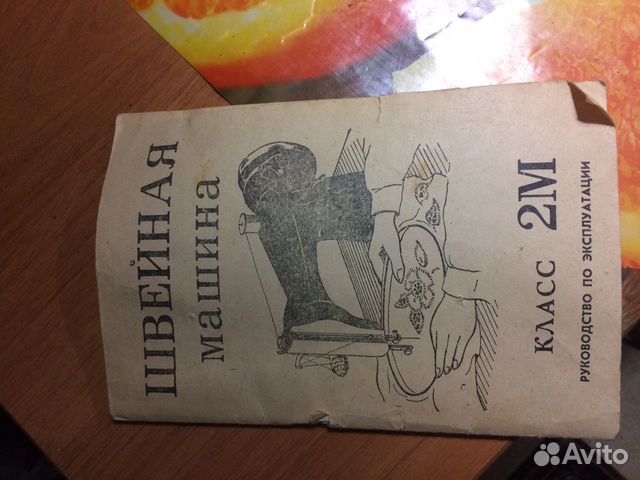 ШВЕЙНАЯ
машина
КЛАСС 2М
РУКОВОДСТВО ПО ЭКСПЛУАТАЦИИ
Avito